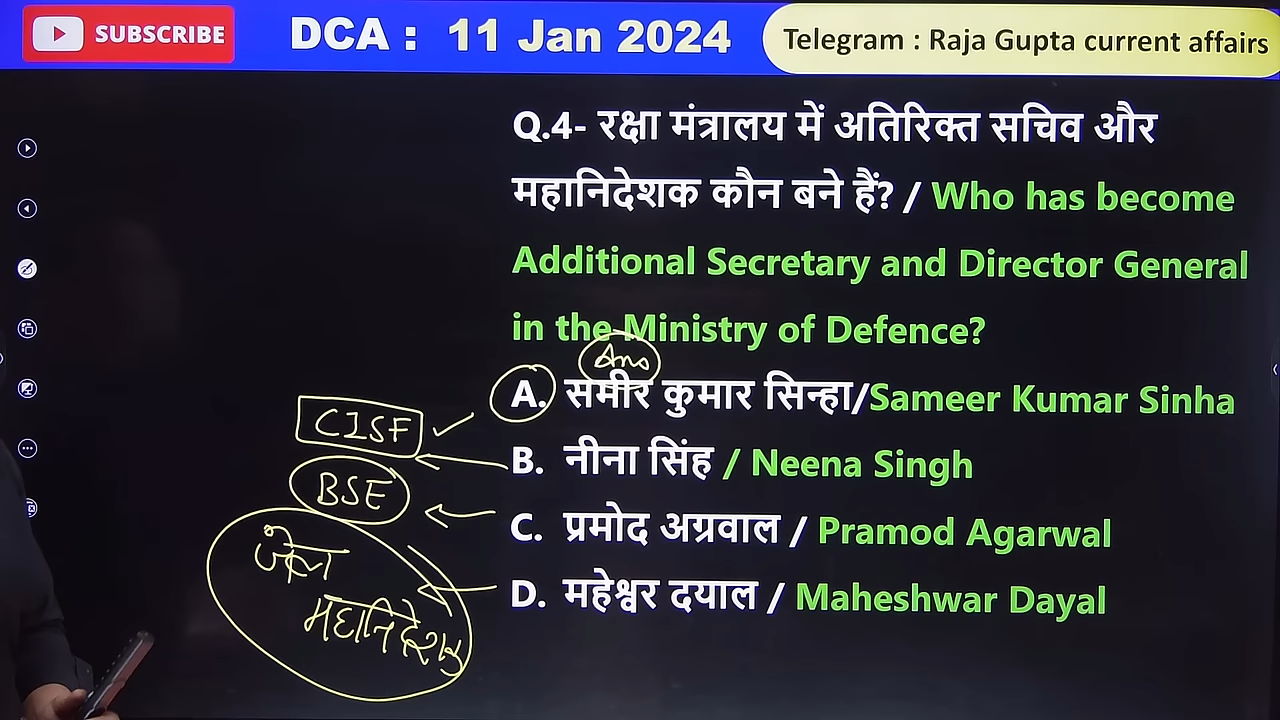 SUBSCRIBE
DCA : 11 Jan 2024
Telegram : Raja Gupta current affairs
Q.4- रक्षा मंत्रालय में अतिरिक्त सचिव और
महानिदेशक कौन बने हैं? / Who has become
Additional Secretary and Director General
in the Ministry of Defence?
Ans
A. समीर कुमार सिन्हा/Sameer Kumar Sinha
CISF
B. नीना सिंह / Neena Singh
BSE
C. प्रमोद अग्रवाल / Pramod Agarwal
जेल
D. महेश्वर दयाल / Maheshwar Dayal
महानिदेशक